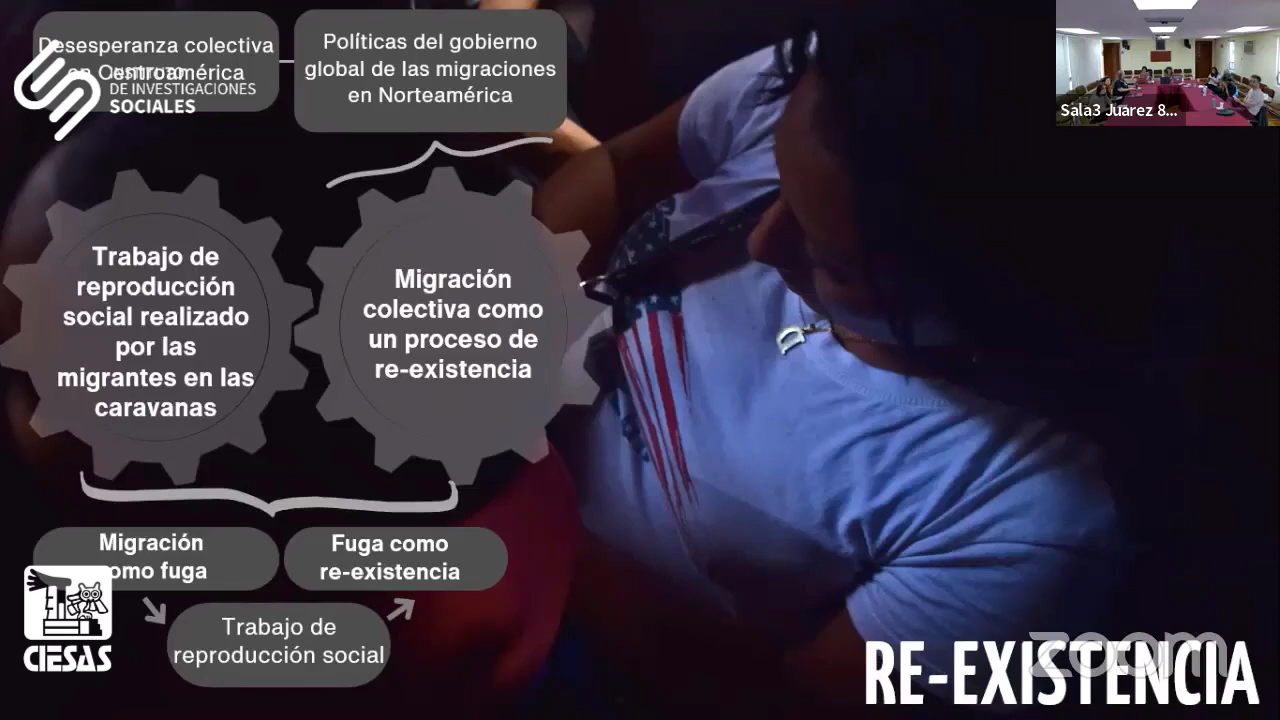 Desesperanza colectiva
en Centroamérica
Políticas del gobierno
global de las migraciones
en Norteamérica
INSTITUTO
DE INVESTIGACIONES
SOCIALES
Sala3 Juárez 8...
Trabajo de
reproducción
social realizado
por las
migrantes en las
caravanas
Migración
colectiva como
un proceso de
re-existencia
Migración
como fuga
Fuga como
re-existencia
Trabajo de
reproducción social
CIESAS
RE-EXISTENCIA
zoom